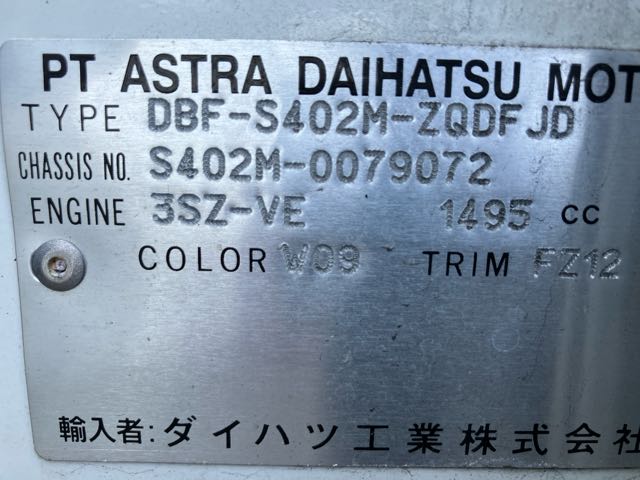 PT ASTRA DAIHATSU MOT
TYPE DBF-S402M-ZQDFJD
CHASSIS NO. S402M-0079072
ENGINE 3SZ-VE 1495 CC
COLOR W09 TRIM FZ12
輸入者:ダイハツ工業株式会社